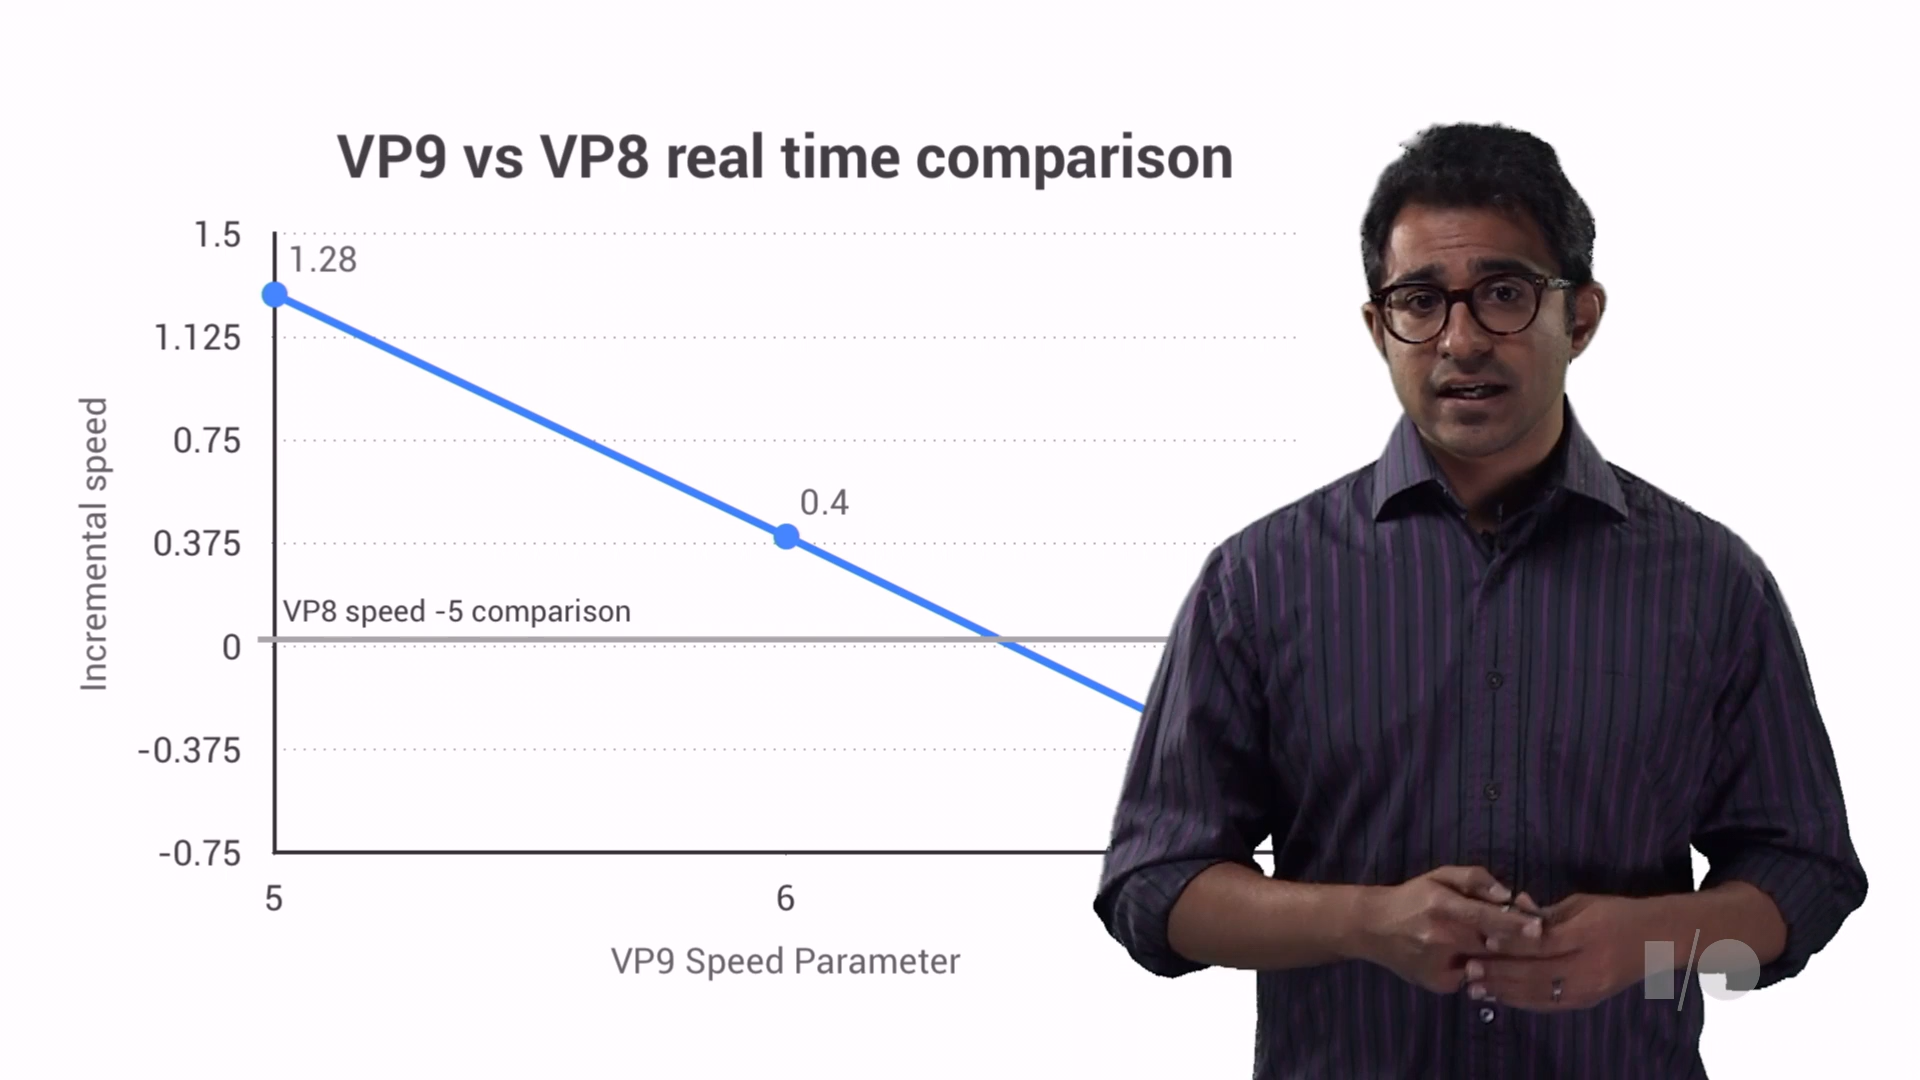 VP9 vs VP8 real time comparison
1.5
1.28
1.125
0.75
0.4
0.375
VP8 speed -5 comparison
0
-0.375
-0.75
5
6
Incremental speed
VP9 Speed Parameter
I/O